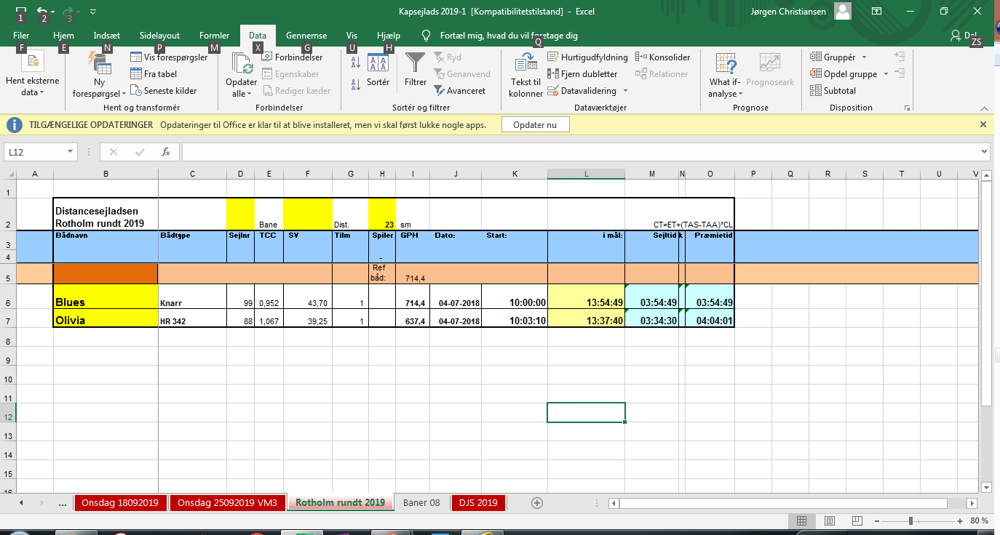 Kapsejlads 2019-1 [Kompatibilitetstilstand] - Excel
Jørgen Christiansen
1 2 3
Filer Hjem Indsæt Sidelayout Formler Data Gennemse Vis Hjælp Fortæl mig, hvad du vil foretage dig
F E N P M X G U H Q ZS
Hent eksterne data
Ny forespørgsel
Vis forespørgsler
Fra tabel
Seneste kilder
Hent og transformér
Opdater alle
Forbindelser
Egenskaber
Rediger kæder
Forbindelser
Sortér
Filtrer
Ryd
Genanvend
Avanceret
Sortér og filtrer
Tekst til kolonner
Hurtigudfyldning
Fjern dubletter
Datavalidering
Konsolider
Relationer
Dataværktøjer
What if-analyse
Prognoseark
Prognose
Gruppér
Opdel gruppe
Subtotal
Disposition
TILGÆNGELIGE OPDATERINGER Opdateringer til Office er klar til at blive installeret, men vi skal først lukke nogle apps. Opdater nu
L12 fx
A B C D E F G H I J K L M N O P Q R S T U V
1
2 Distancesejladsen Rotholm rundt 2019 Bane Dist. 23 sm CT=ET+(TAS-TAA)*CL
3 Bådnavn Bådtype Sejlnr TCC SV Tilm Spiler GPH Dato: Start: i mål: Sejltid k Præmietid
4 -
5 Ref båd: 714,4
6 Blues Knarr 99 0,952 43,70 1 714,4 04-07-2018 10:00:00 13:54:49 03:54:49 03:54:49
7 Olivia HR 342 88 1,067 39,25 1 637,4 04-07-2018 10:03:10 13:37:40 03:34:30 04:04:01
8
9
10
11
12
13
14
15
16
... Onsdag 18092019 Onsdag 25092019 VM3 Rotholm rundt 2019 Baner 08 DJS 2019
80 %